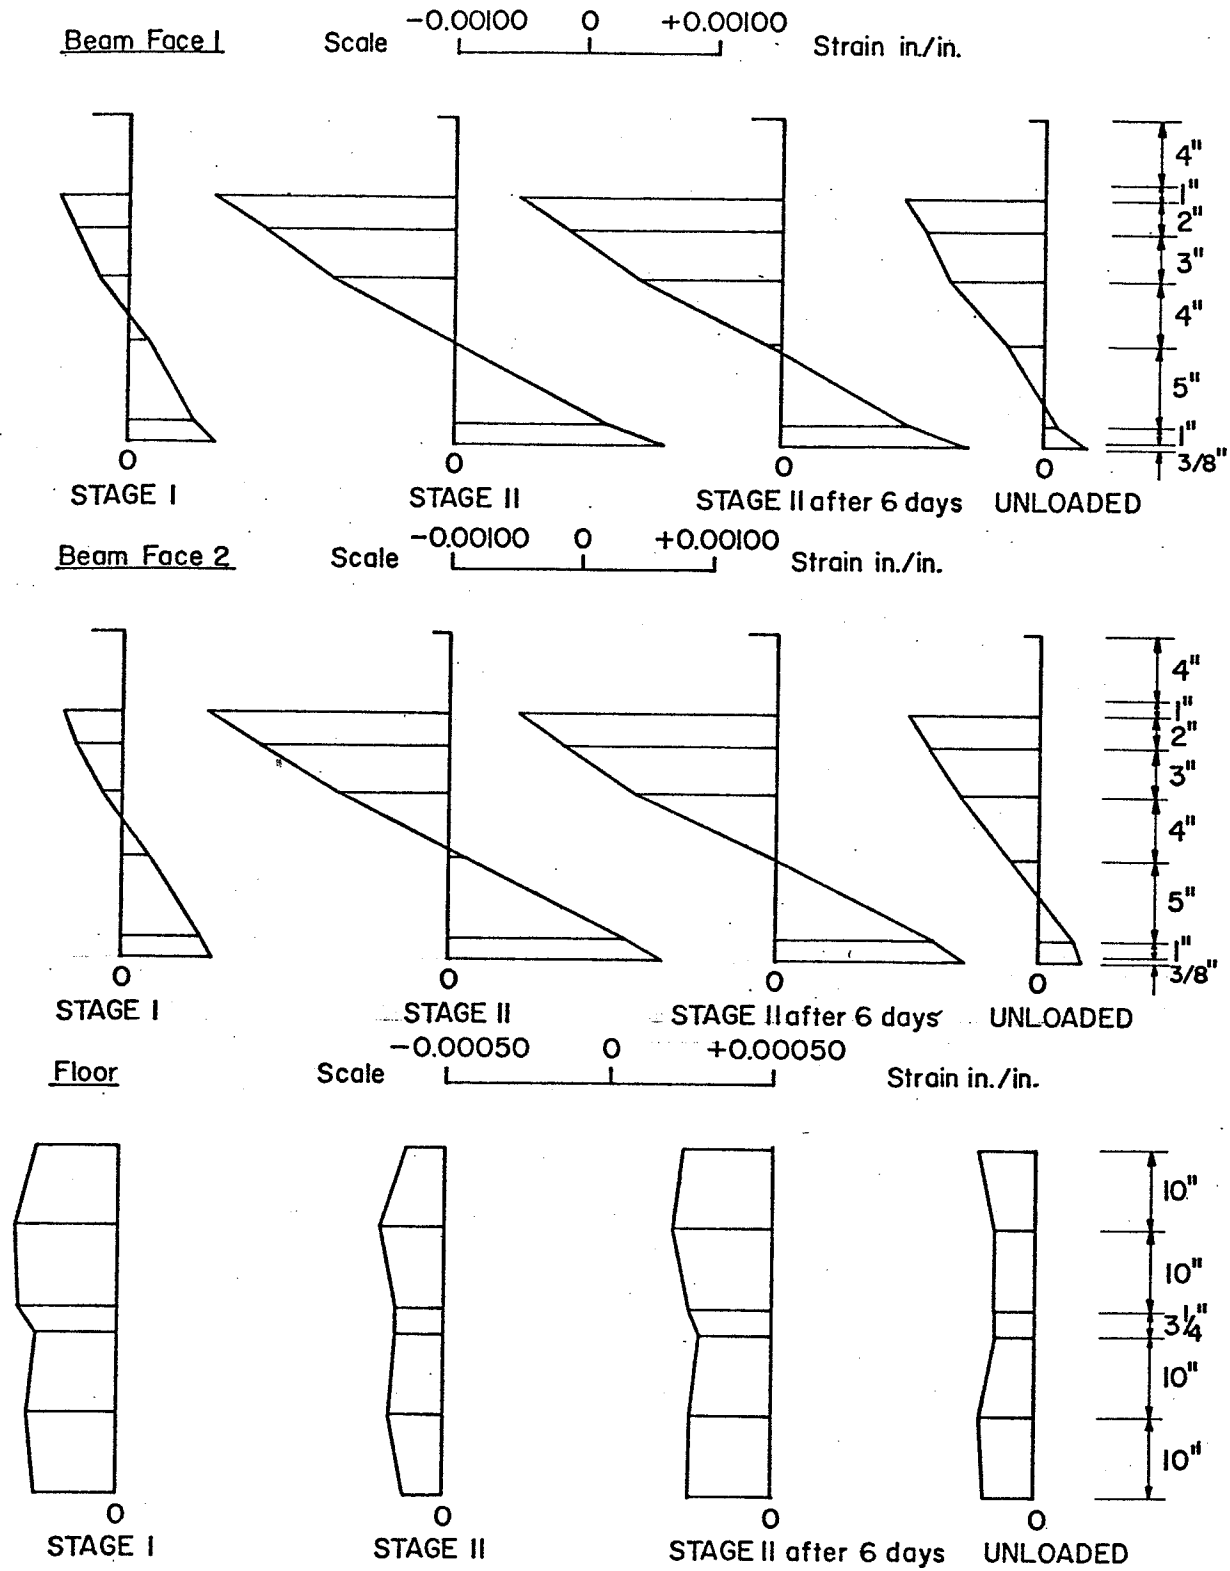 Beam Face 1 Scale -0.00100 0 +0.00100 Strain in./in.
4"
1"
2"
3"
4"
5"
1"
3/8"
0 0 0 0
STAGE I STAGE II STAGE II after 6 days UNLOADED
Beam Face 2 Scale -0.00100 0 +0.00100 Strain in./in.
4"
1"
2"
3"
4"
5"
1"
3/8"
0 0 0 0
STAGE I STAGE II STAGE II after 6 days UNLOADED
Floor Scale -0.00050 0 +0.00050 Strain in./in.
10"
10"
3¼"
10"
10"
0 0 0 0
STAGE I STAGE II STAGE II after 6 days UNLOADED